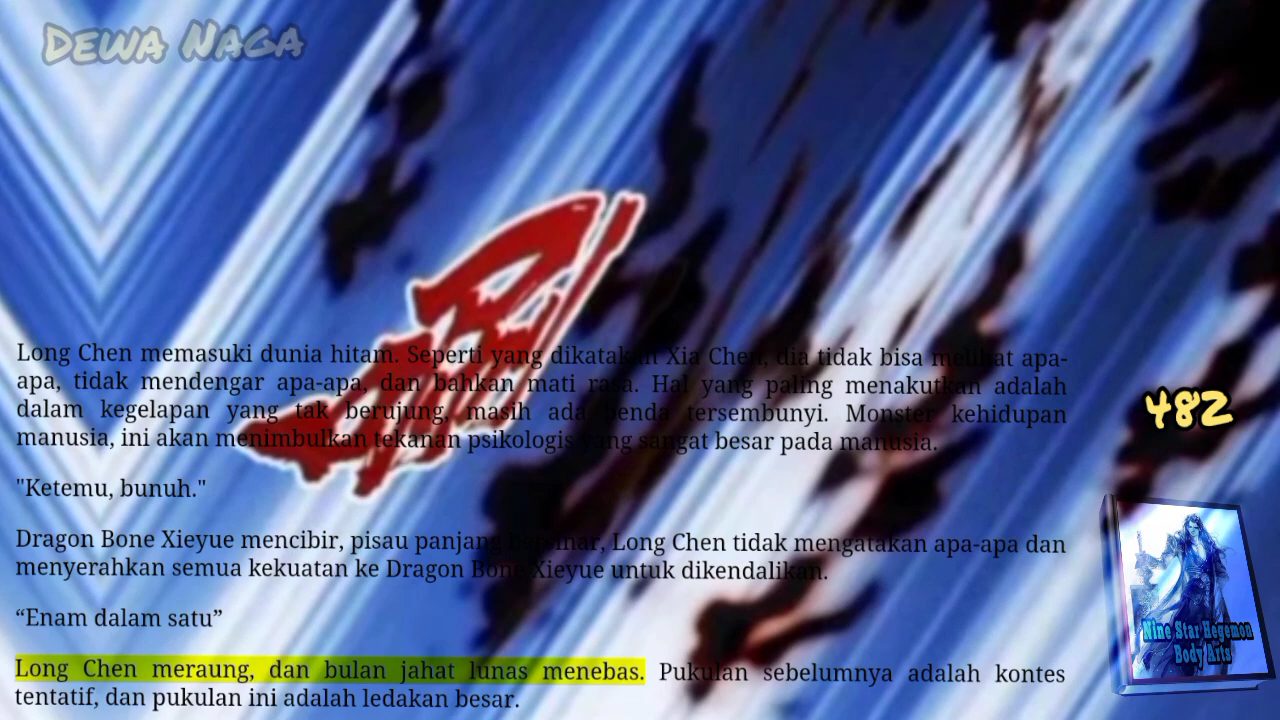 Dewa Naga
Long Chen memasuki dunia hitam. Seperti yang dikatakan Xia Chen, dia tidak bisa melihat apa-
apa, tidak mendengar apa-apa, dan bahkan mati rasa. Hal yang paling menakutkan adalah
dalam kegelapan yang tak berujung, masih ada benda tersembunyi. Monster kehidupan
manusia, ini akan menimbulkan tekanan psikologis yang sangat besar pada manusia.
"Ketemu, bunuh."
Dragon Bone Xieyue mencibir, pisau panjang bersinar, Long Chen tidak mengatakan apa-apa dan
menyerahkan semua kekuatan ke Dragon Bone Xieyue untuk dikendalikan.
“Enam dalam satu”
Long Chen meraung, dan bulan jahat lunas menebas. Pukulan sebelumnya adalah kontes
tentatif, dan pukulan ini adalah ledakan besar.
482
Nine Star Hegemon
Body Arts